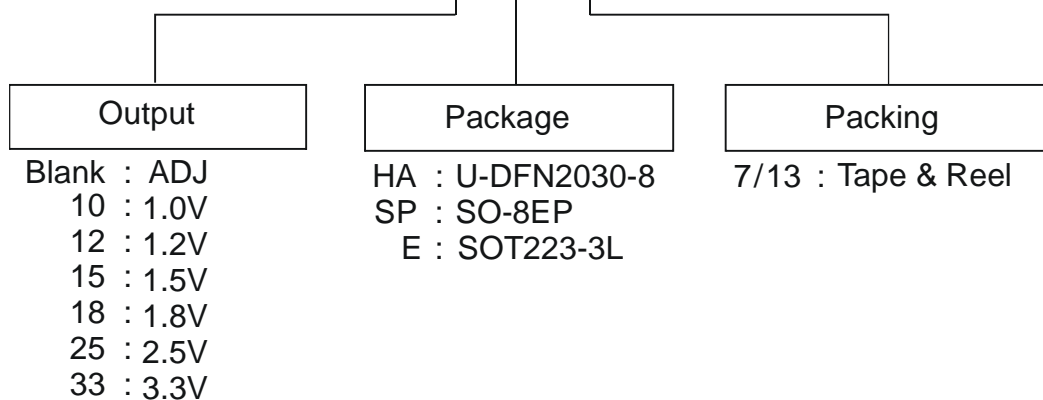 Output
Blank : ADJ
10 : 1.0V
12 : 1.2V
15 : 1.5V
18 : 1.8V
25 : 2.5V
33 : 3.3V
Package
HA : U-DFN2030-8
SP : SO-8EP
E : SOT223-3L
Packing
7/13 : Tape & Reel